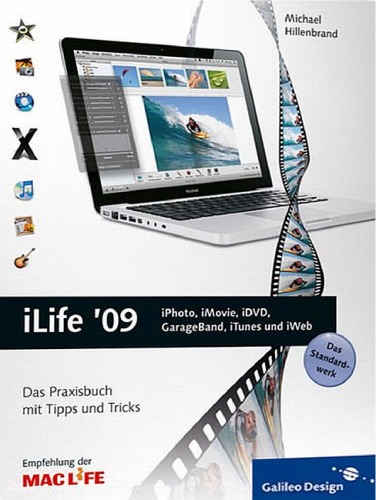 Michael
Hillenbrand
MacBook
iLife '09
iPhoto, iMovie, iDVD,
GarageBand, iTunes und iWeb
Das
Standard-
werk
Das Praxisbuch
mit Tipps und Tricks
Empfehlung der
MAC LIFE
Galileo Design